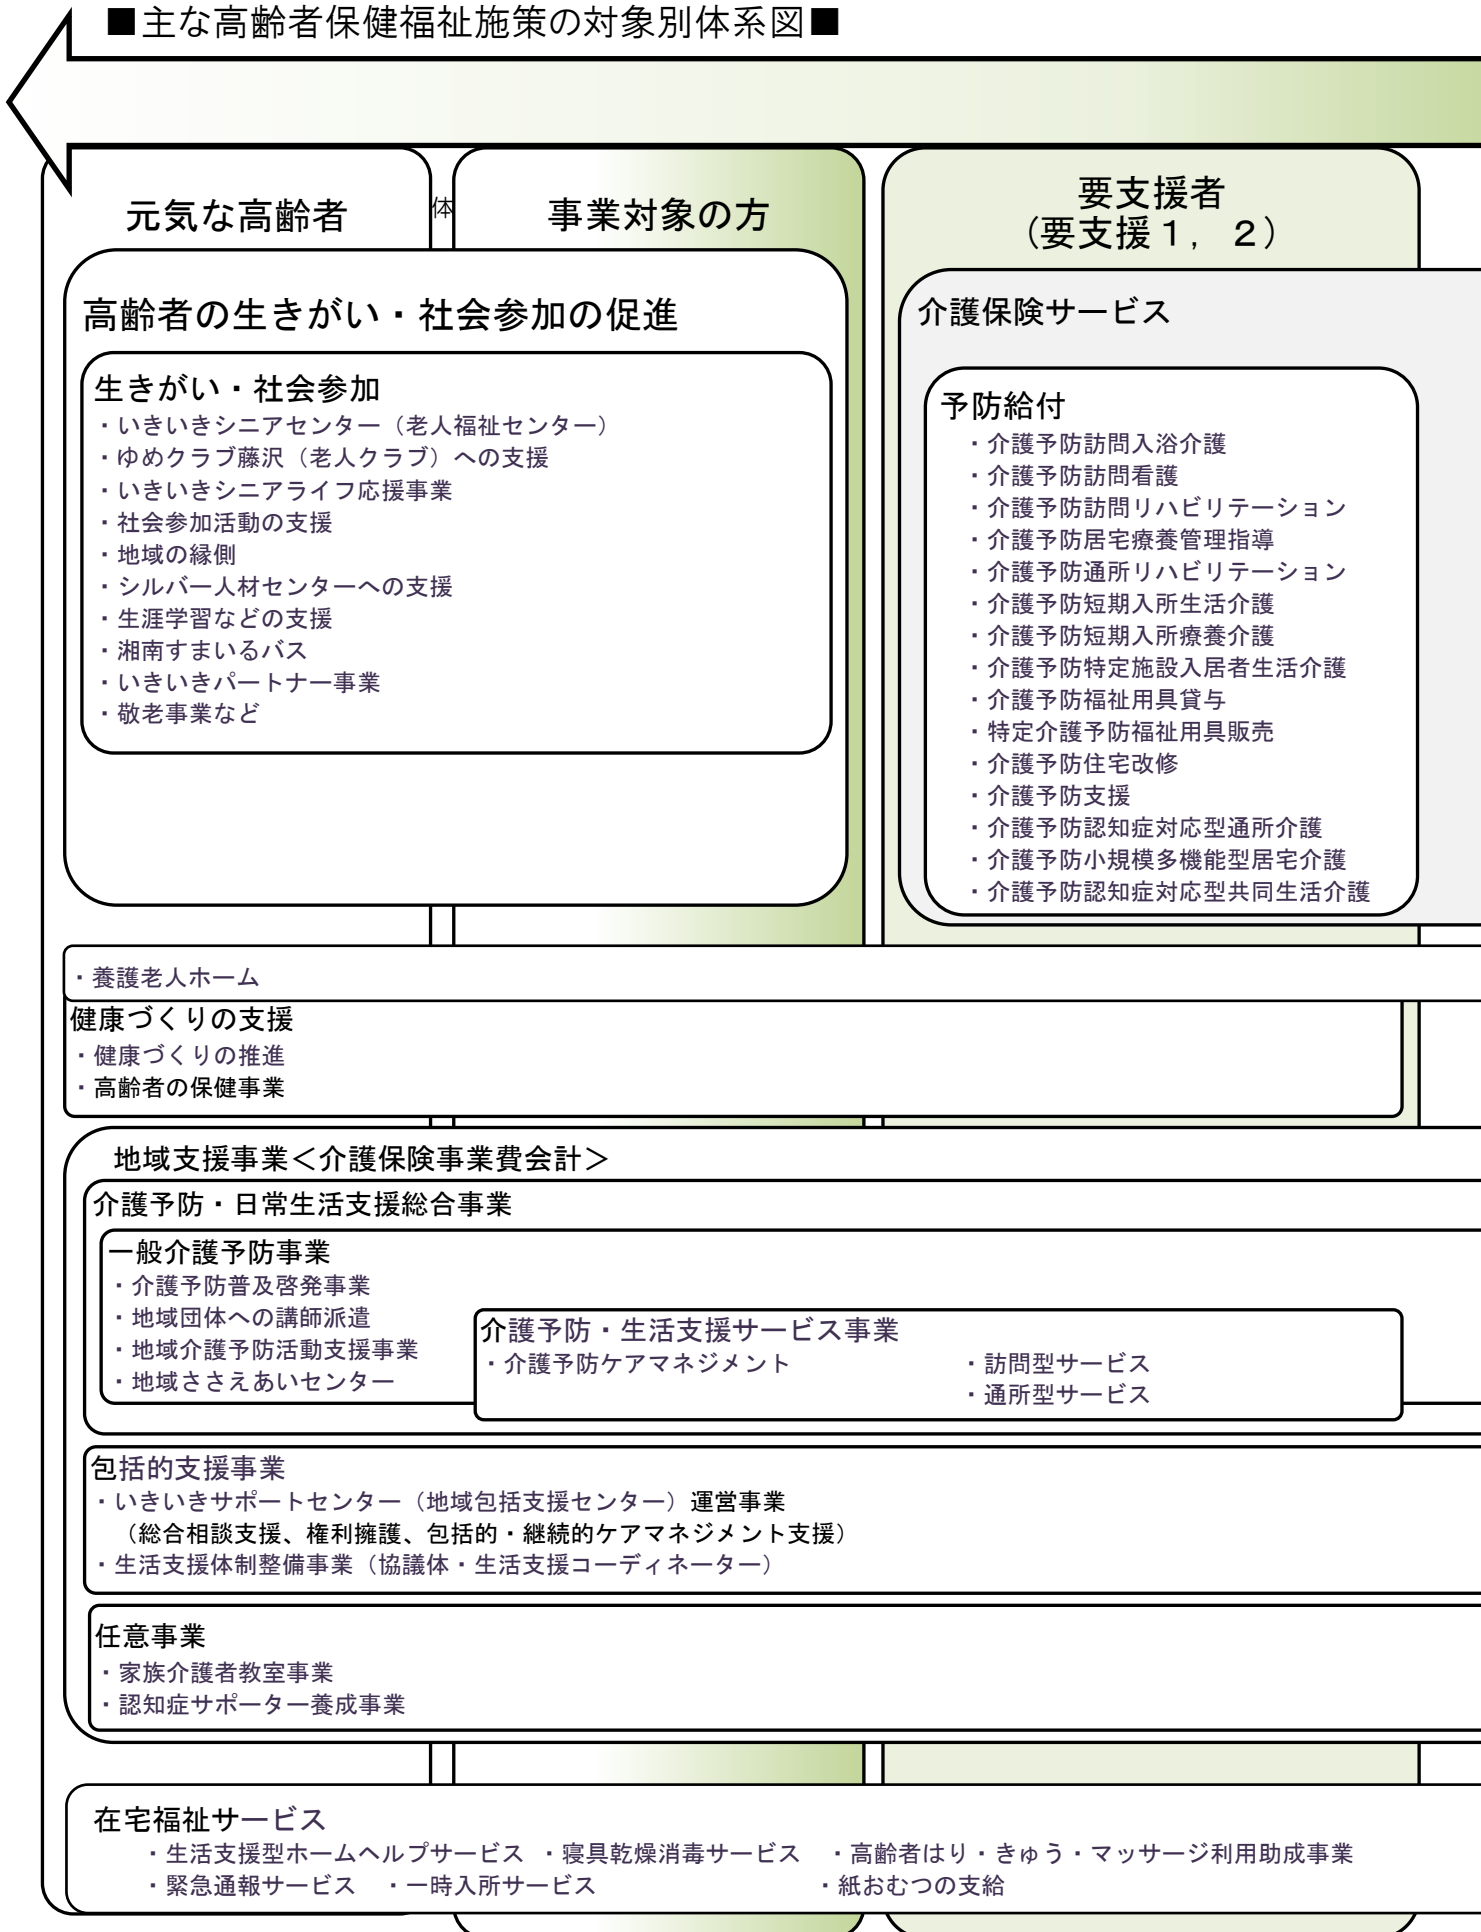 ■主な高齢者保健福祉施策の対象別体系図■
元気な高齢者
体
事業対象の方
要支援者
(要支援１，２)
高齢者の生きがい・社会参加の促進
生きがい・社会参加
・いきいきシニアセンター（老人福祉センター）
・ゆめクラブ藤沢（老人クラブ）への支援
・いきいきシニアライフ応援事業
・社会参加活動の支援
・地域の縁側
・シルバー人材センターへの支援
・生涯学習などの支援
・湘南すまいるバス
・いきいきパートナー事業
・敬老事業など
介護保険サービス
予防給付
・介護予防訪問入浴介護
・介護予防訪問看護
・介護予防訪問リハビリテーション
・介護予防居宅療養管理指導
・介護予防通所リハビリテーション
・介護予防短期入所生活介護
・介護予防短期入所療養介護
・介護予防特定施設入居者生活介護
・介護予防福祉用具貸与
・特定介護予防福祉用具販売
・介護予防住宅改修
・介護予防支援
・介護予防認知症対応型通所介護
・介護予防小規模多機能型居宅介護
・介護予防認知症対応型共同生活介護
・養護老人ホーム
健康づくりの支援
・健康づくりの推進
・高齢者の保健事業
地域支援事業＜介護保険事業費会計＞
介護予防・日常生活支援総合事業
一般介護予防事業
・介護予防普及啓発事業
・地域団体への講師派遣
・地域介護予防活動支援事業
・地域ささえあいセンター
介護予防・生活支援サービス事業
・介護予防ケアマネジメント ・訪問型サービス
・通所型サービス
包括的支援事業
・いきいきサポートセンター（地域包括支援センター）運営事業
（総合相談支援、権利擁護、包括的・継続的ケアマネジメント支援）
・生活支援体制整備事業（協議体・生活支援コーディネーター）
任意事業
・家族介護者教室事業
・認知症サポーター養成事業
在宅福祉サービス
・生活支援型ホームヘルプサービス ・寝具乾燥消毒サービス ・高齢者はり・きゅう・マッサージ利用助成事業
・緊急通報サービス ・一時入所サービス ・紙おむつの支給